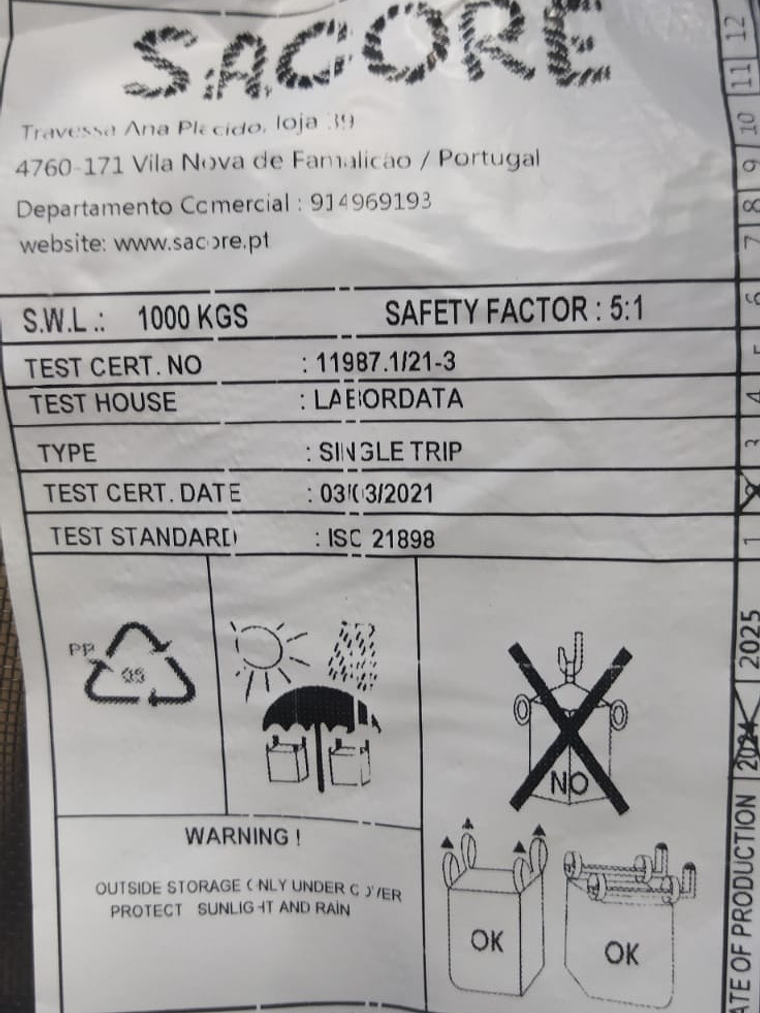 SACORE
Travessa Ana Placido, loja 39
4760-171 Vila Nova de Famalicao / Portugal
Departamento Comercial : 914969193
website: www.sacore.pt
S.W.L.: 1000 KGS SAFETY FACTOR : 5:1
TEST CERT. NO : 11987.1/21-3
TEST HOUSE : LABORDATA
TYPE : SINGLE TRIP
TEST CERT. DATE : 03/03/2021
TEST STANDARD : ISO 21898
PP
05
NO
WARNING !
OUTSIDE STORAGE ONLY UNDER COVER
PROTECT SUNLIGHT AND RAIN
OK
OK
ATE OF PRODUCTION 2024 2025
1 2 3 4 5 6 7 8 9 10 11 12